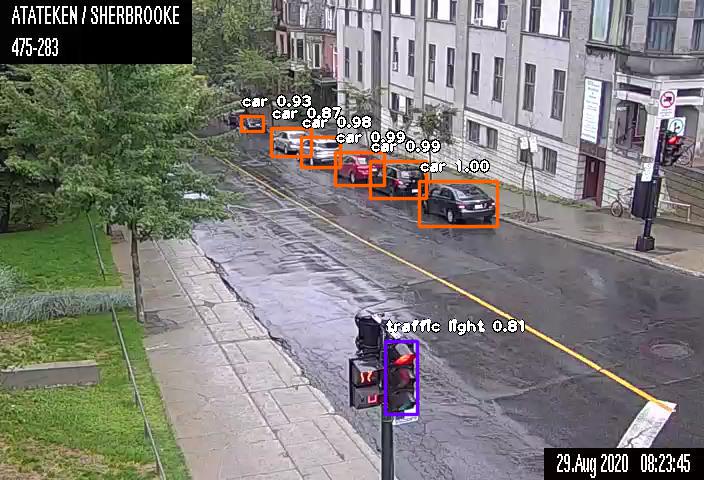 ATATEKEN / SHERBROOKE
475-283
car 0.93
car 0.87
car 0.98
car 0.99
car 0.99
car 1.00
traffic light 0.81
29.Aug 2020 08:23:45